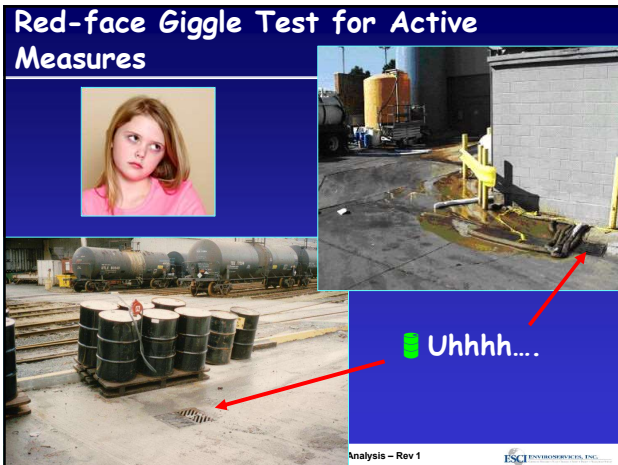 Red-face Giggle Test for Active
Measures
Uhhhh….
Analysis – Rev 1
ESCI ENVIROSERVICES, INC.